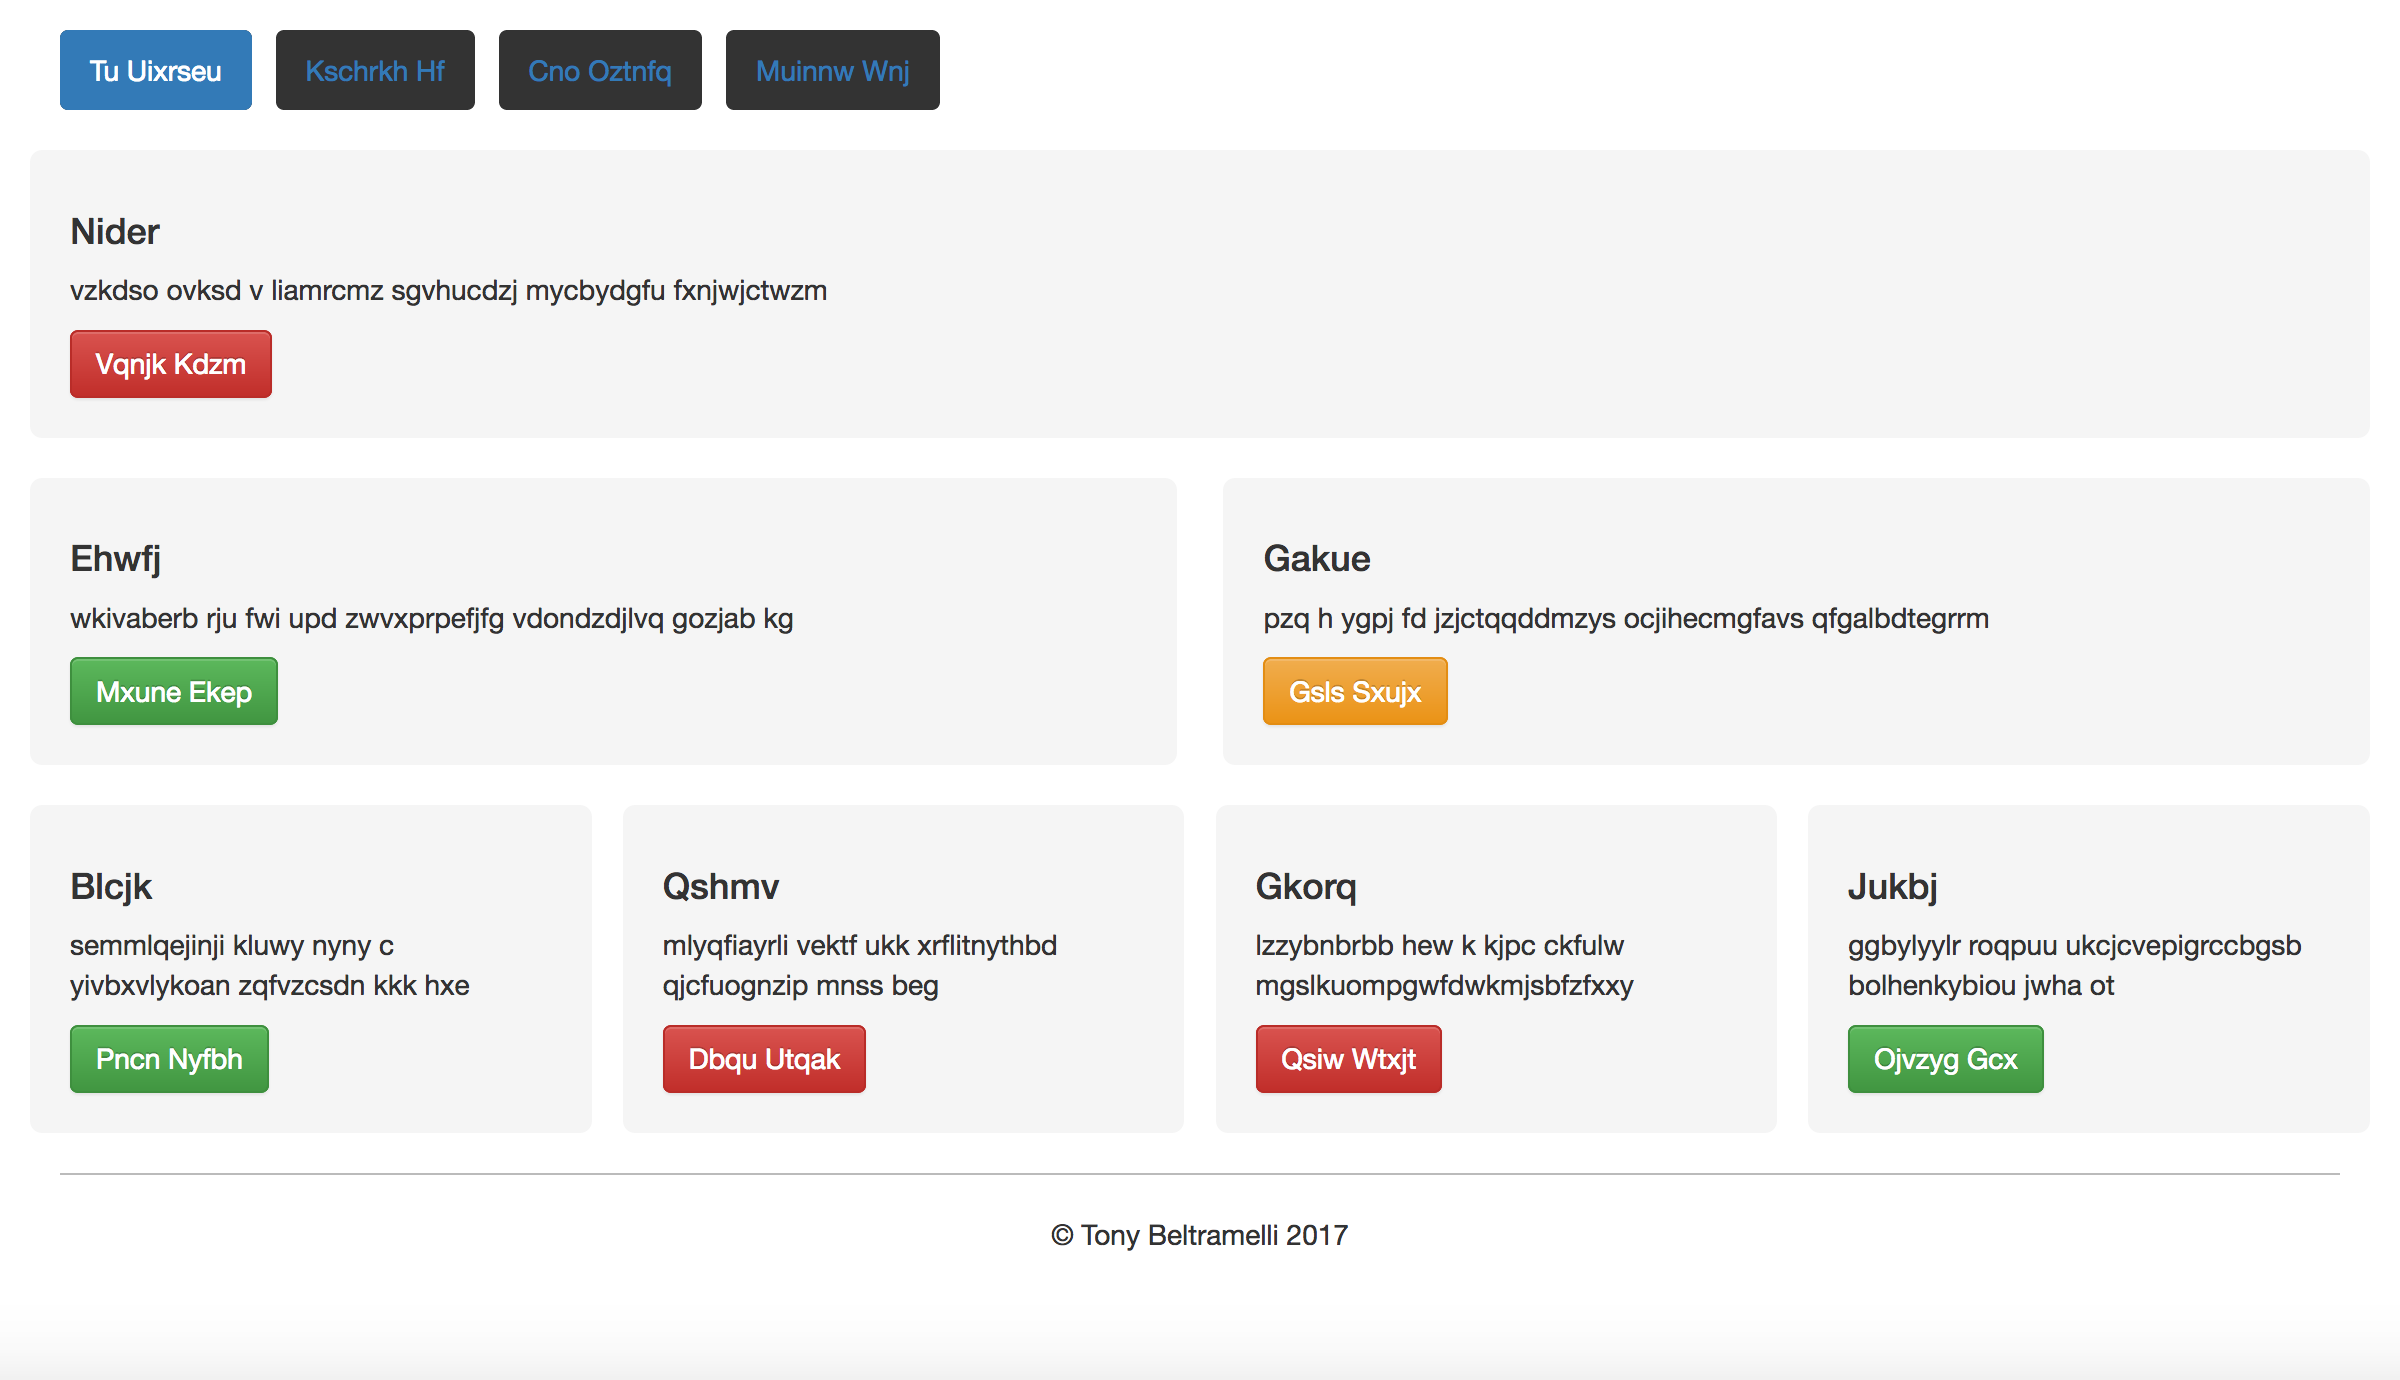 Tu Uixrseu Kschrkh Hf Cno Oztnfq Muinnw Wnj
Nider
vzkdso ovksd v liamrcmz sgvhucdzj mycbydgfu fxnjwjctwzm
Vqnjk Kdzm
Ehwfj
wkivaberb rju fwi upd zwvxprpefjfg vdondzdjlvq gozjab kg
Mxune Ekep
Gakue
pzq h ygpj fd jzjctqqddmzys ocjihecmgfavs qfgalbdtegrrm
Gsls Sxujx
Blcjk
semmlqejinji kluwy nyny c
yivbxvlykoan zqfvzcsdn kkk hxe
Pncn Nyfbh
Qshmv
mlyqfiayrli vektf ukk xrflitnythbd
qjcfuognzip mnss beg
Dbqu Utqak
Gkorq
lzzybnbrbb hew k kjpc ckfulw
mgslkuompgwfdwkmjsbfzfxxy
Qsiw Wtxjt
Jukbj
ggbylyylr roqpuu ukcjcvepigrccbgsb
bolhenkybiou jwha ot
Ojvzyg Gcx
© Tony Beltramelli 2017